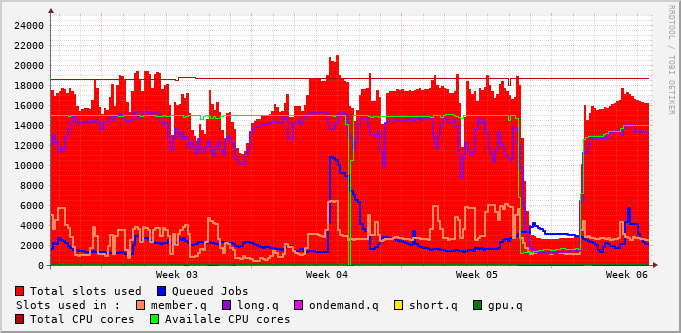 24000
22000
20000
18000
16000
14000
12000
10000
8000
6000
4000
2000
0
Week 03 Week 04 Week 05 Week 06
Total slots used Queued Jobs
Slots used in : member.q long.q ondemand.q short.q gpu.q
Total CPU cores Availale CPU cores
RRDTOOL / TOBI OETIKER